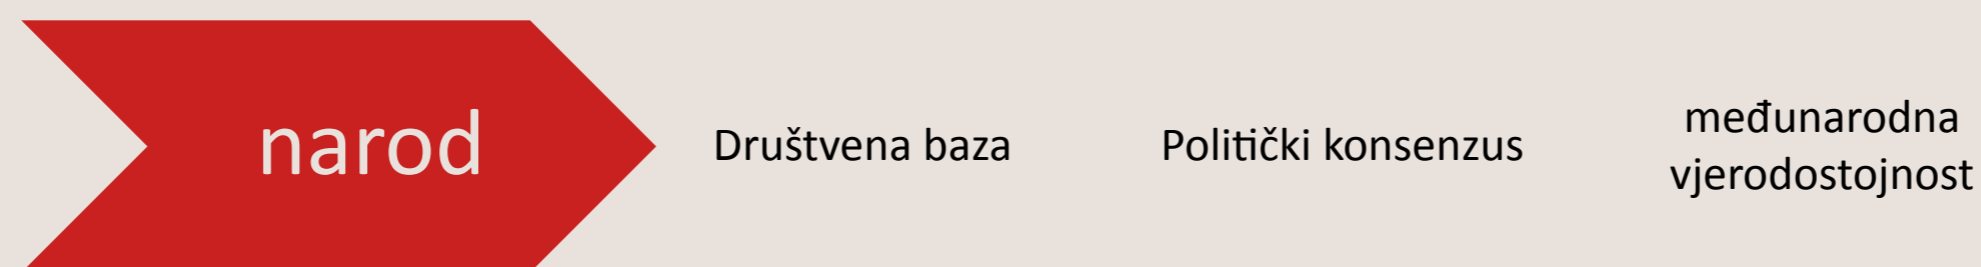 narod
Društvena baza
Politički konsenzus
međunarodna
vjerodostojnost